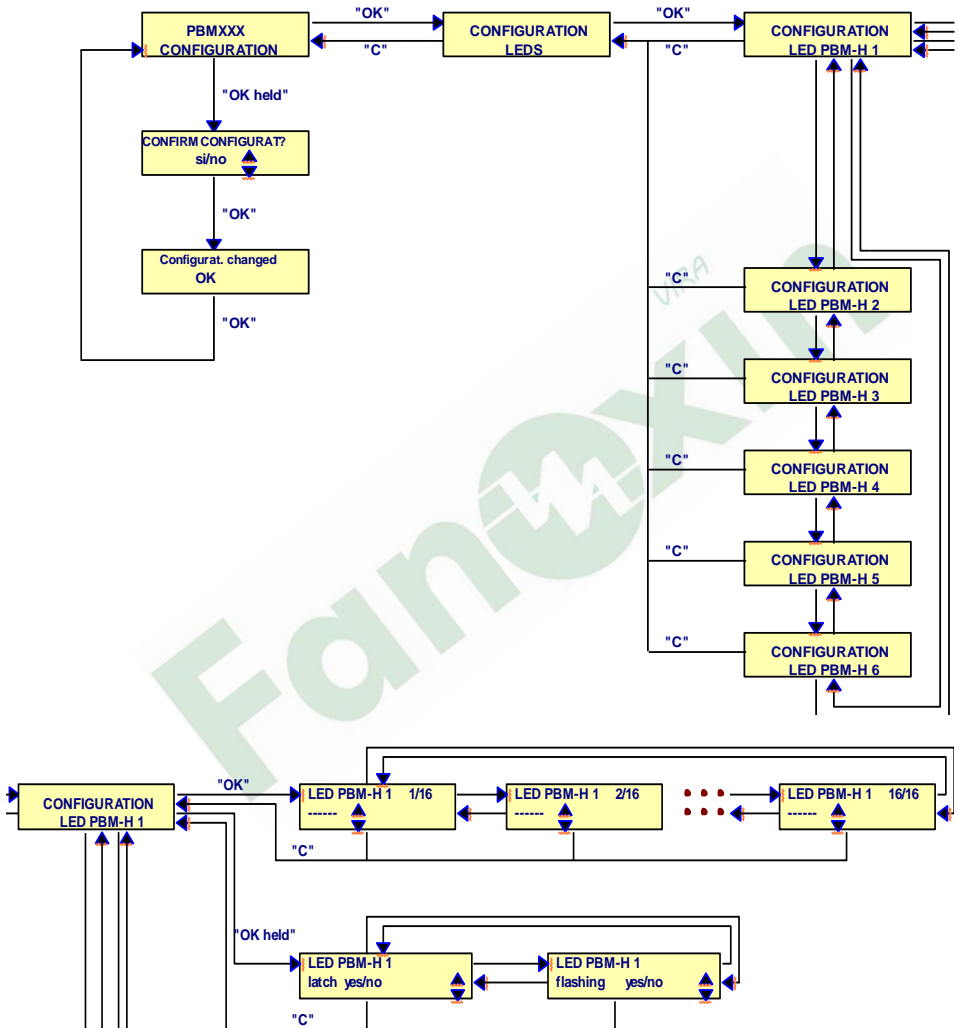 "OK"
"OK"
PBMXXX
CONFIGURATION
CONFIGURATION
LEDS
CONFIGURATION
LED PBM-H 1
"C"
"C"
"OK held"
CONFIRM CONFIGURAT?
si/no
"OK"
Configurat. changed
OK
"OK"
"C"
CONFIGURATION
LED PBM-H 2
"C"
CONFIGURATION
LED PBM-H 3
"C"
CONFIGURATION
LED PBM-H 4
"C"
CONFIGURATION
LED PBM-H 5
"C"
CONFIGURATION
LED PBM-H 6
Fanoxin
VIRA
"OK"
CONFIGURATION
LED PBM-H 1
LED PBM-H 1 1/16
------
LED PBM-H 1 2/16
------
LED PBM-H 1 16/16
------
"C"
"OK held"
LED PBM-H 1
latch yes/no
LED PBM-H 1
flashing yes/no
"C"